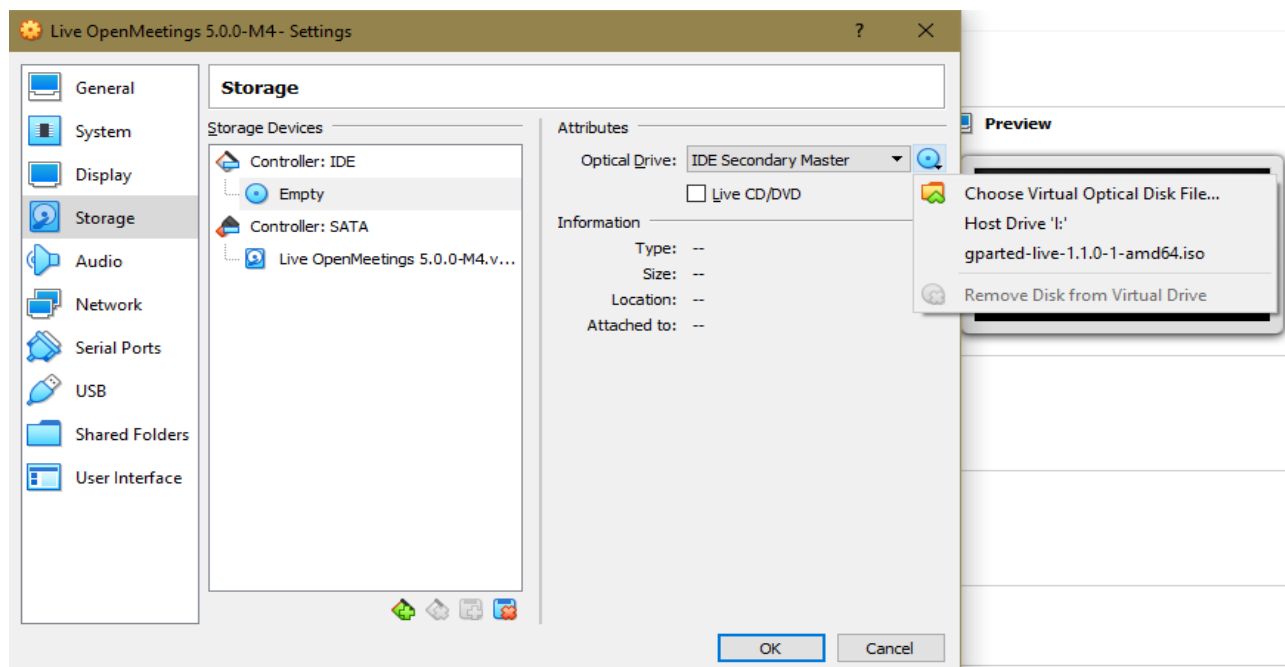 Live OpenMeetings 5.0.0-M4- Settings
?
General
System
Display
Storage
Audio
Network
Serial Ports
USB
Shared Folders
User Interface
Storage
Storage Devices
Controller: IDE
Empty
Controller: SATA
Live OpenMeetings 5.0.0-M4.v...
Attributes
Optical Drive: IDE Secondary Master
Live CD/DVD
Information
Type: --
Size: --
Location: --
Attached to: --
OK
Cancel
Preview
Choose Virtual Optical Disk File...
Host Drive 'I:'
gparted-live-1.1.0-1-amd64.iso
Remove Disk from Virtual Drive